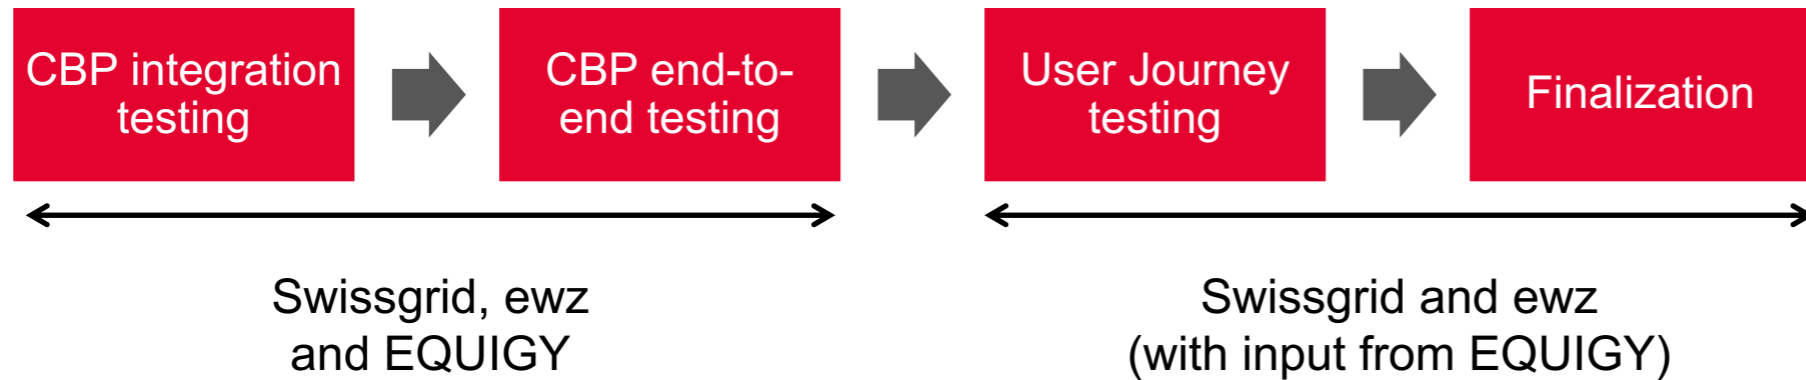 CBP integration
testing
CBP end-to-
end testing
User Journey
testing
Finalization
Swissgrid, ewz
and EQUIGY
Swissgrid and ewz
(with input from EQUIGY)